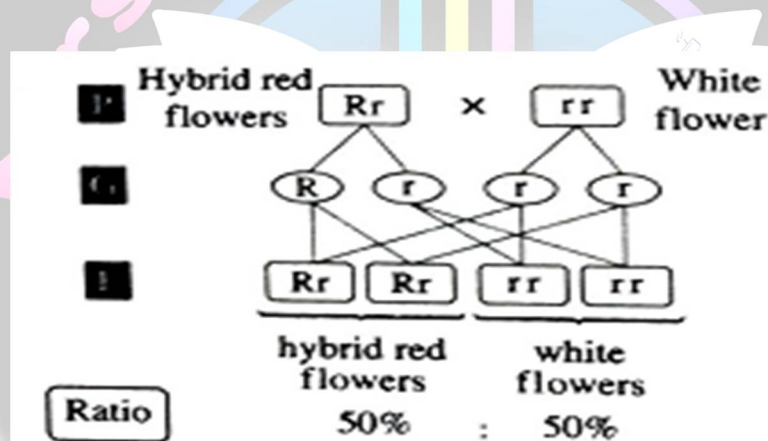 Hybrid red flowers
Rr × rr
White flower
R r r r
Rr Rr rr rr
hybrid red flowers
white flowers
Ratio 50% : 50%